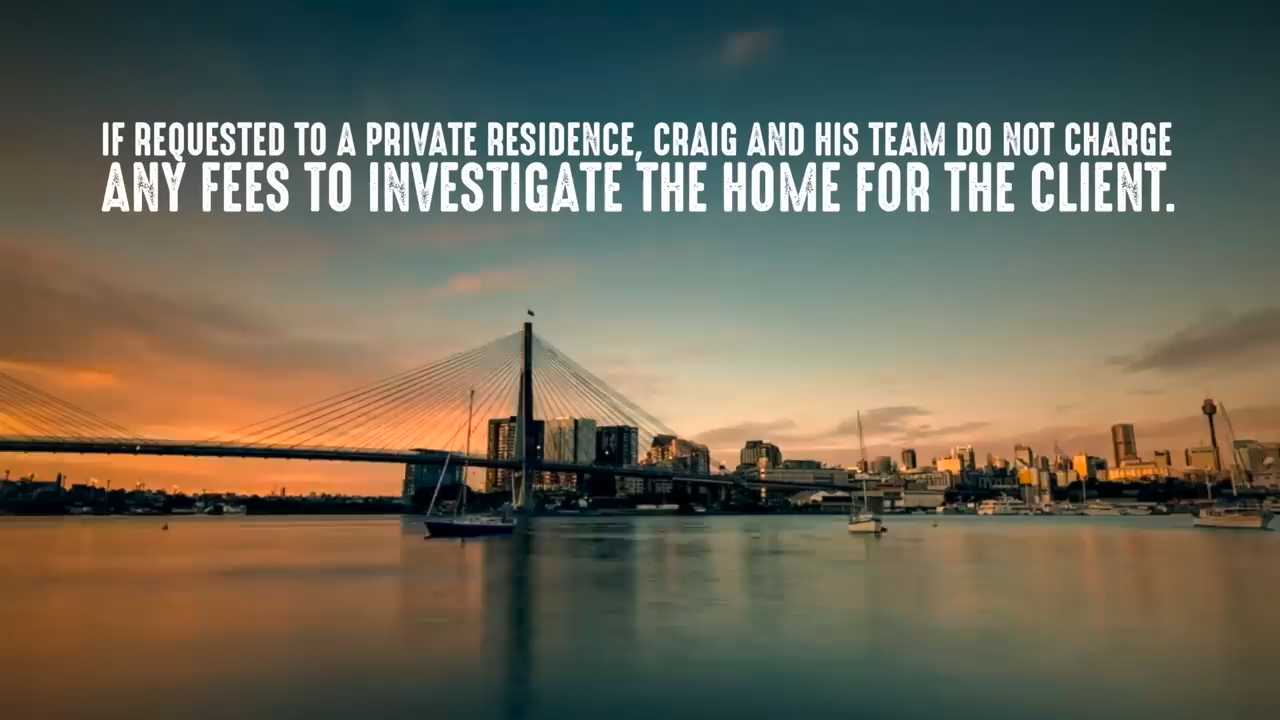 IF REQUESTED TO A PRIVATE RESIDENCE, CRAIG AND HIS TEAM DO NOT CHARGE
ANY FEES TO INVESTIGATE THE HOME FOR THE CLIENT.